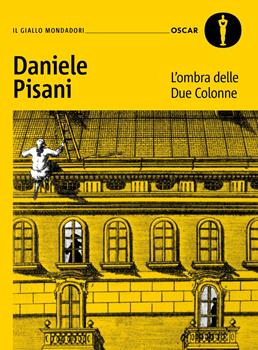 IL GIALLO MONDADORI
OSCAR
Daniele
Pisani
L'ombra delle
Due Colonne